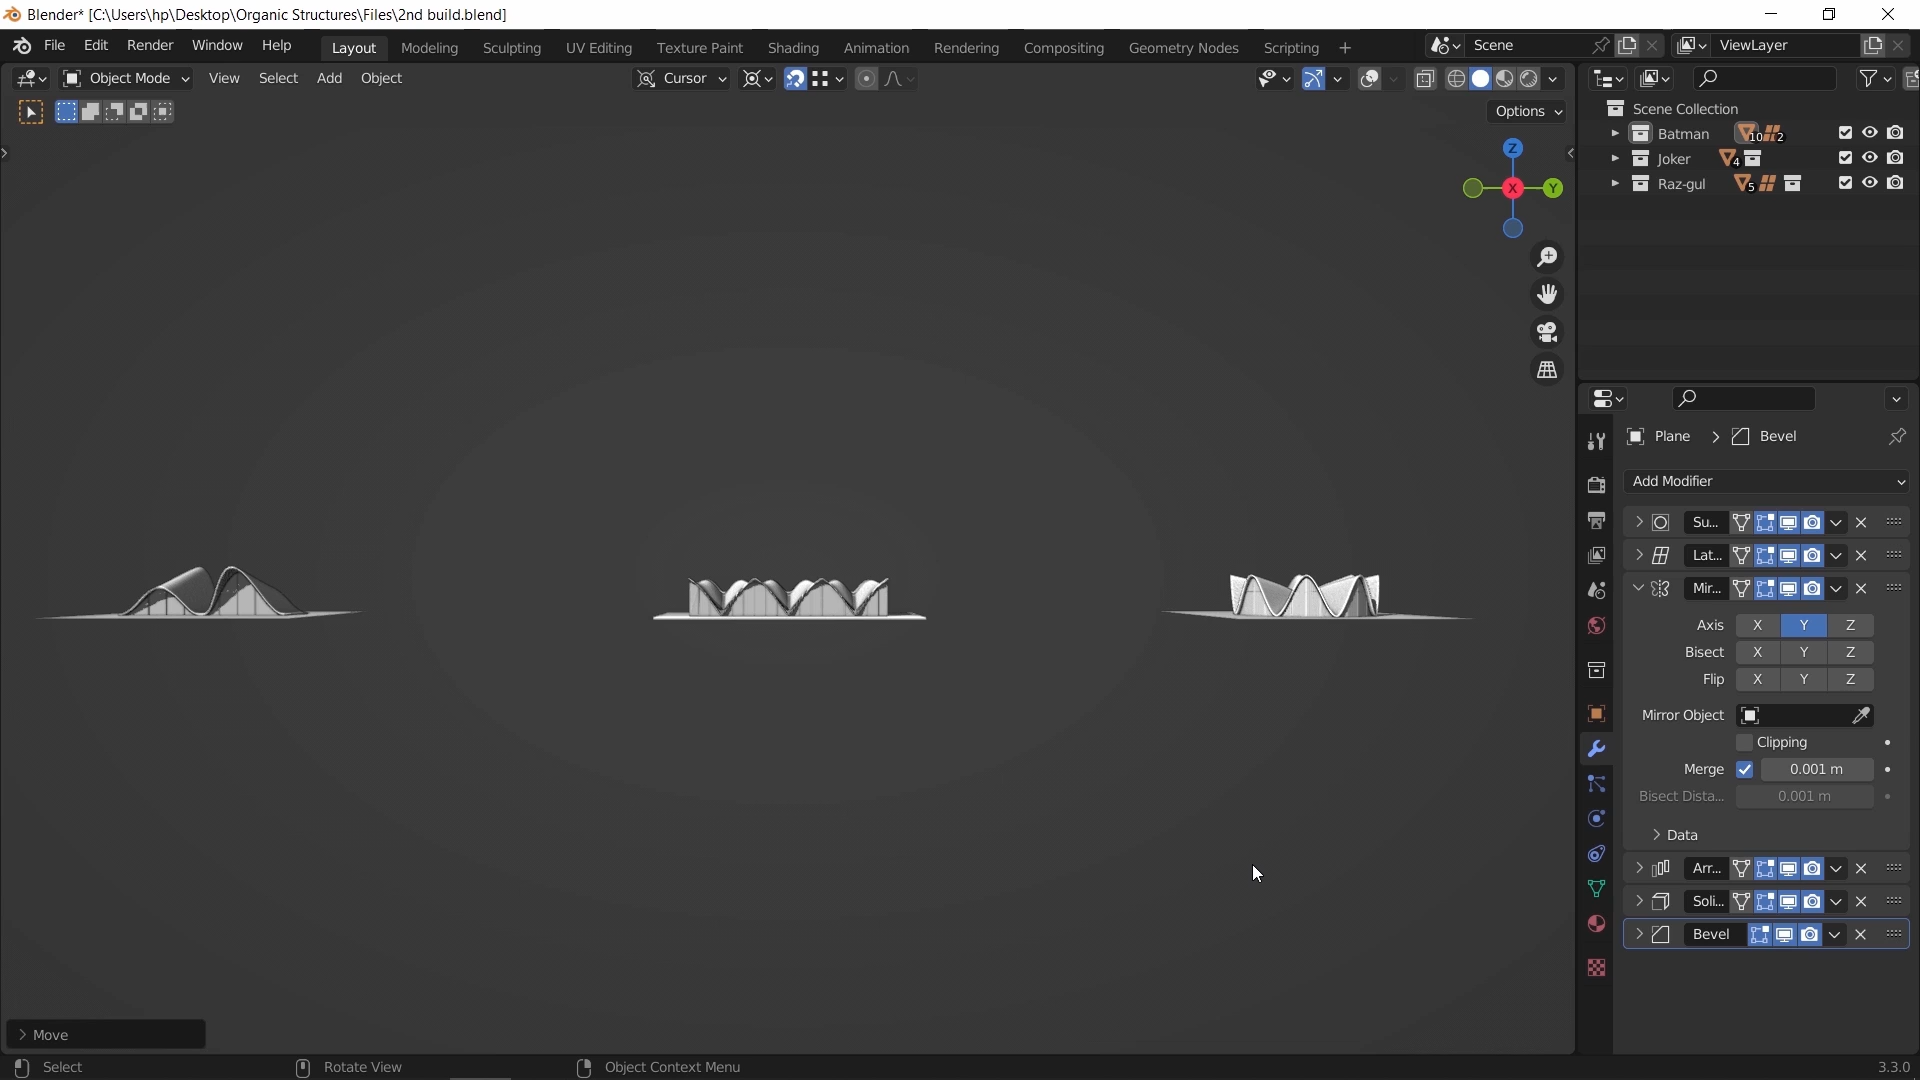 Blender* [C:\Users\hp\Desktop\Organic Structures\Files\2nd build.blend]
File Edit Render Window Help Layout Modeling Sculpting UV Editing Texture Paint Shading Animation Rendering Compositing Geometry Nodes Scripting + Scene ViewLayer
Object Mode View Select Add Object Cursor
Options
Z
X Y
Scene Collection
Batman 10 2
Joker 4
Raz-gul 5
Plane > Bevel
Add Modifier
Su...
Lat...
Mir...
Axis X Y Z
Bisect X Y Z
Flip X Y Z
Mirror Object
Clipping
Merge 0.001 m
Bisect Dista... 0.001 m
Data
Arr...
Soli...
Bevel
Move
Select Rotate View Object Context Menu 3.3.0